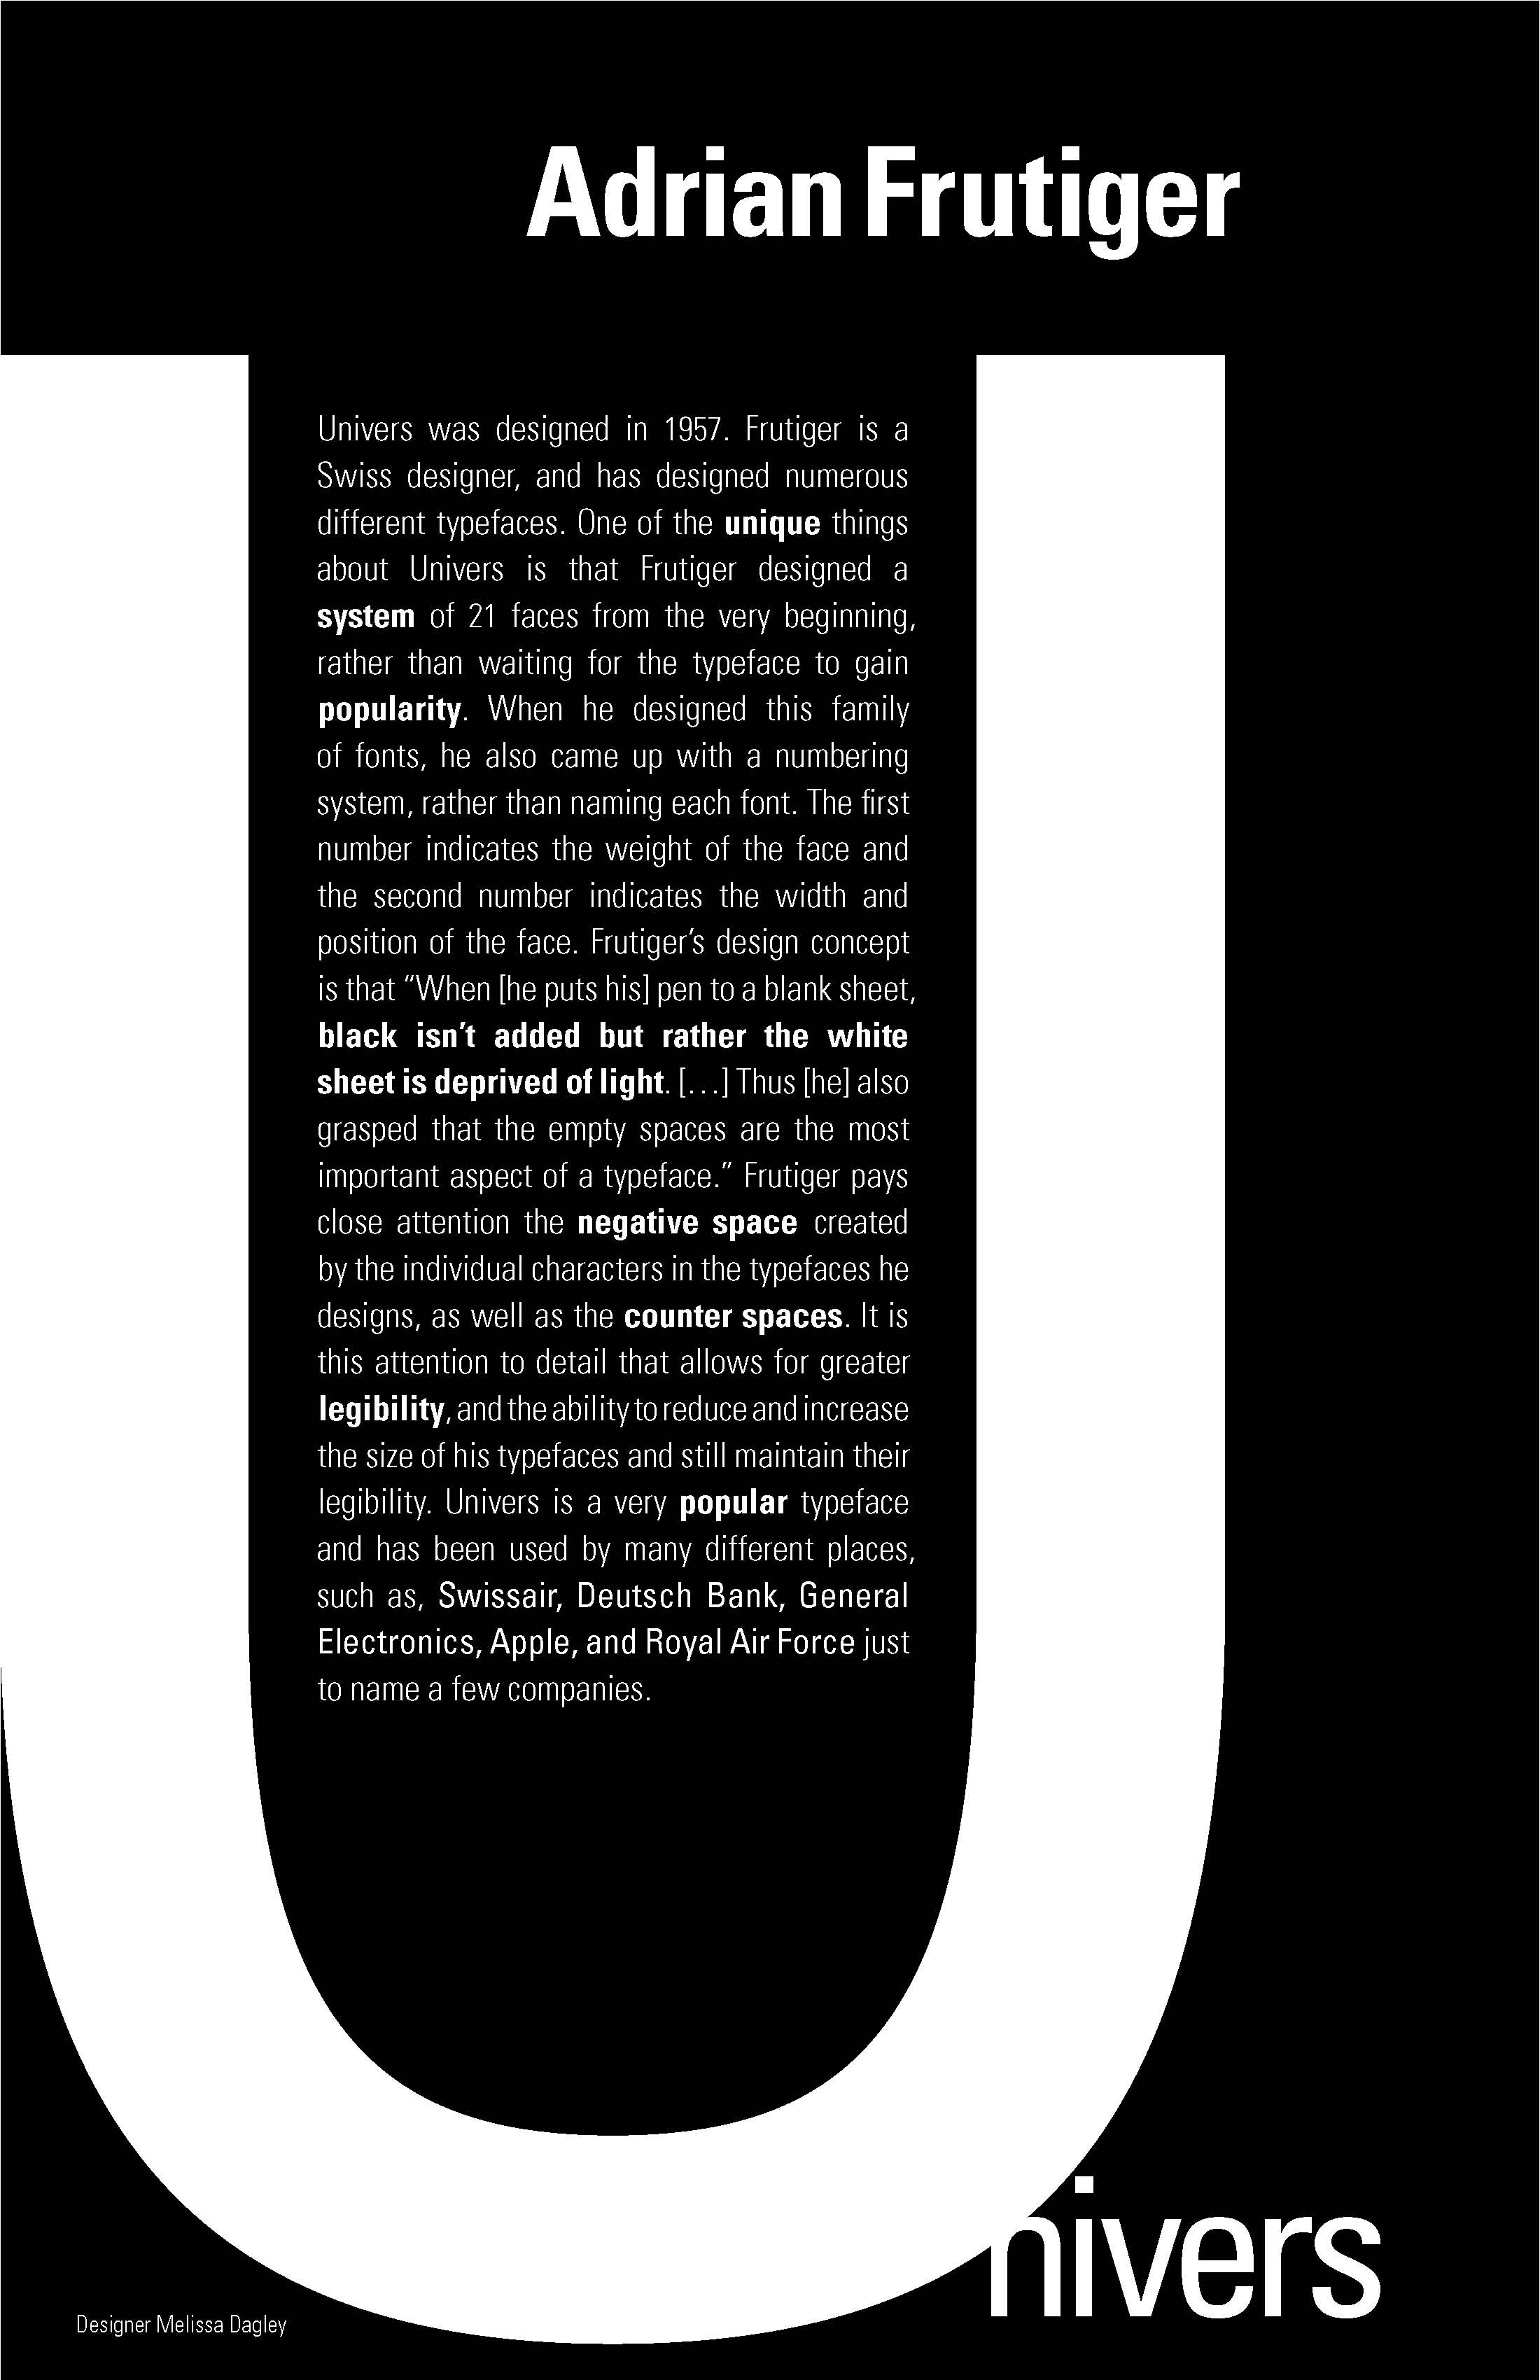 Adrian Frutiger
Univers was designed in 1957. Frutiger is a
Swiss designer, and has designed numerous
different typefaces. One of the unique things
about Univers is that Frutiger designed a
system of 21 faces from the very beginning,
rather than waiting for the typeface to gain
popularity. When he designed this family
of fonts, he also came up with a numbering
system, rather than naming each font. The first
number indicates the weight of the face and
the second number indicates the width and
position of the face. Frutiger’s design concept
is that “When [he puts his] pen to a blank sheet,
black isn’t added but rather the white
sheet is deprived of light. […] Thus [he] also
grasped that the empty spaces are the most
important aspect of a typeface.” Frutiger pays
close attention the negative space created
by the individual characters in the typefaces he
designs, as well as the counter spaces. It is
this attention to detail that allows for greater
legibility, and the ability to reduce and increase
the size of his typefaces and still maintain their
legibility. Univers is a very popular typeface
and has been used by many different places,
such as, Swissair, Deutsch Bank, General
Electronics, Apple, and Royal Air Force just
to name a few companies.
Univers
Designer Melissa Dagley